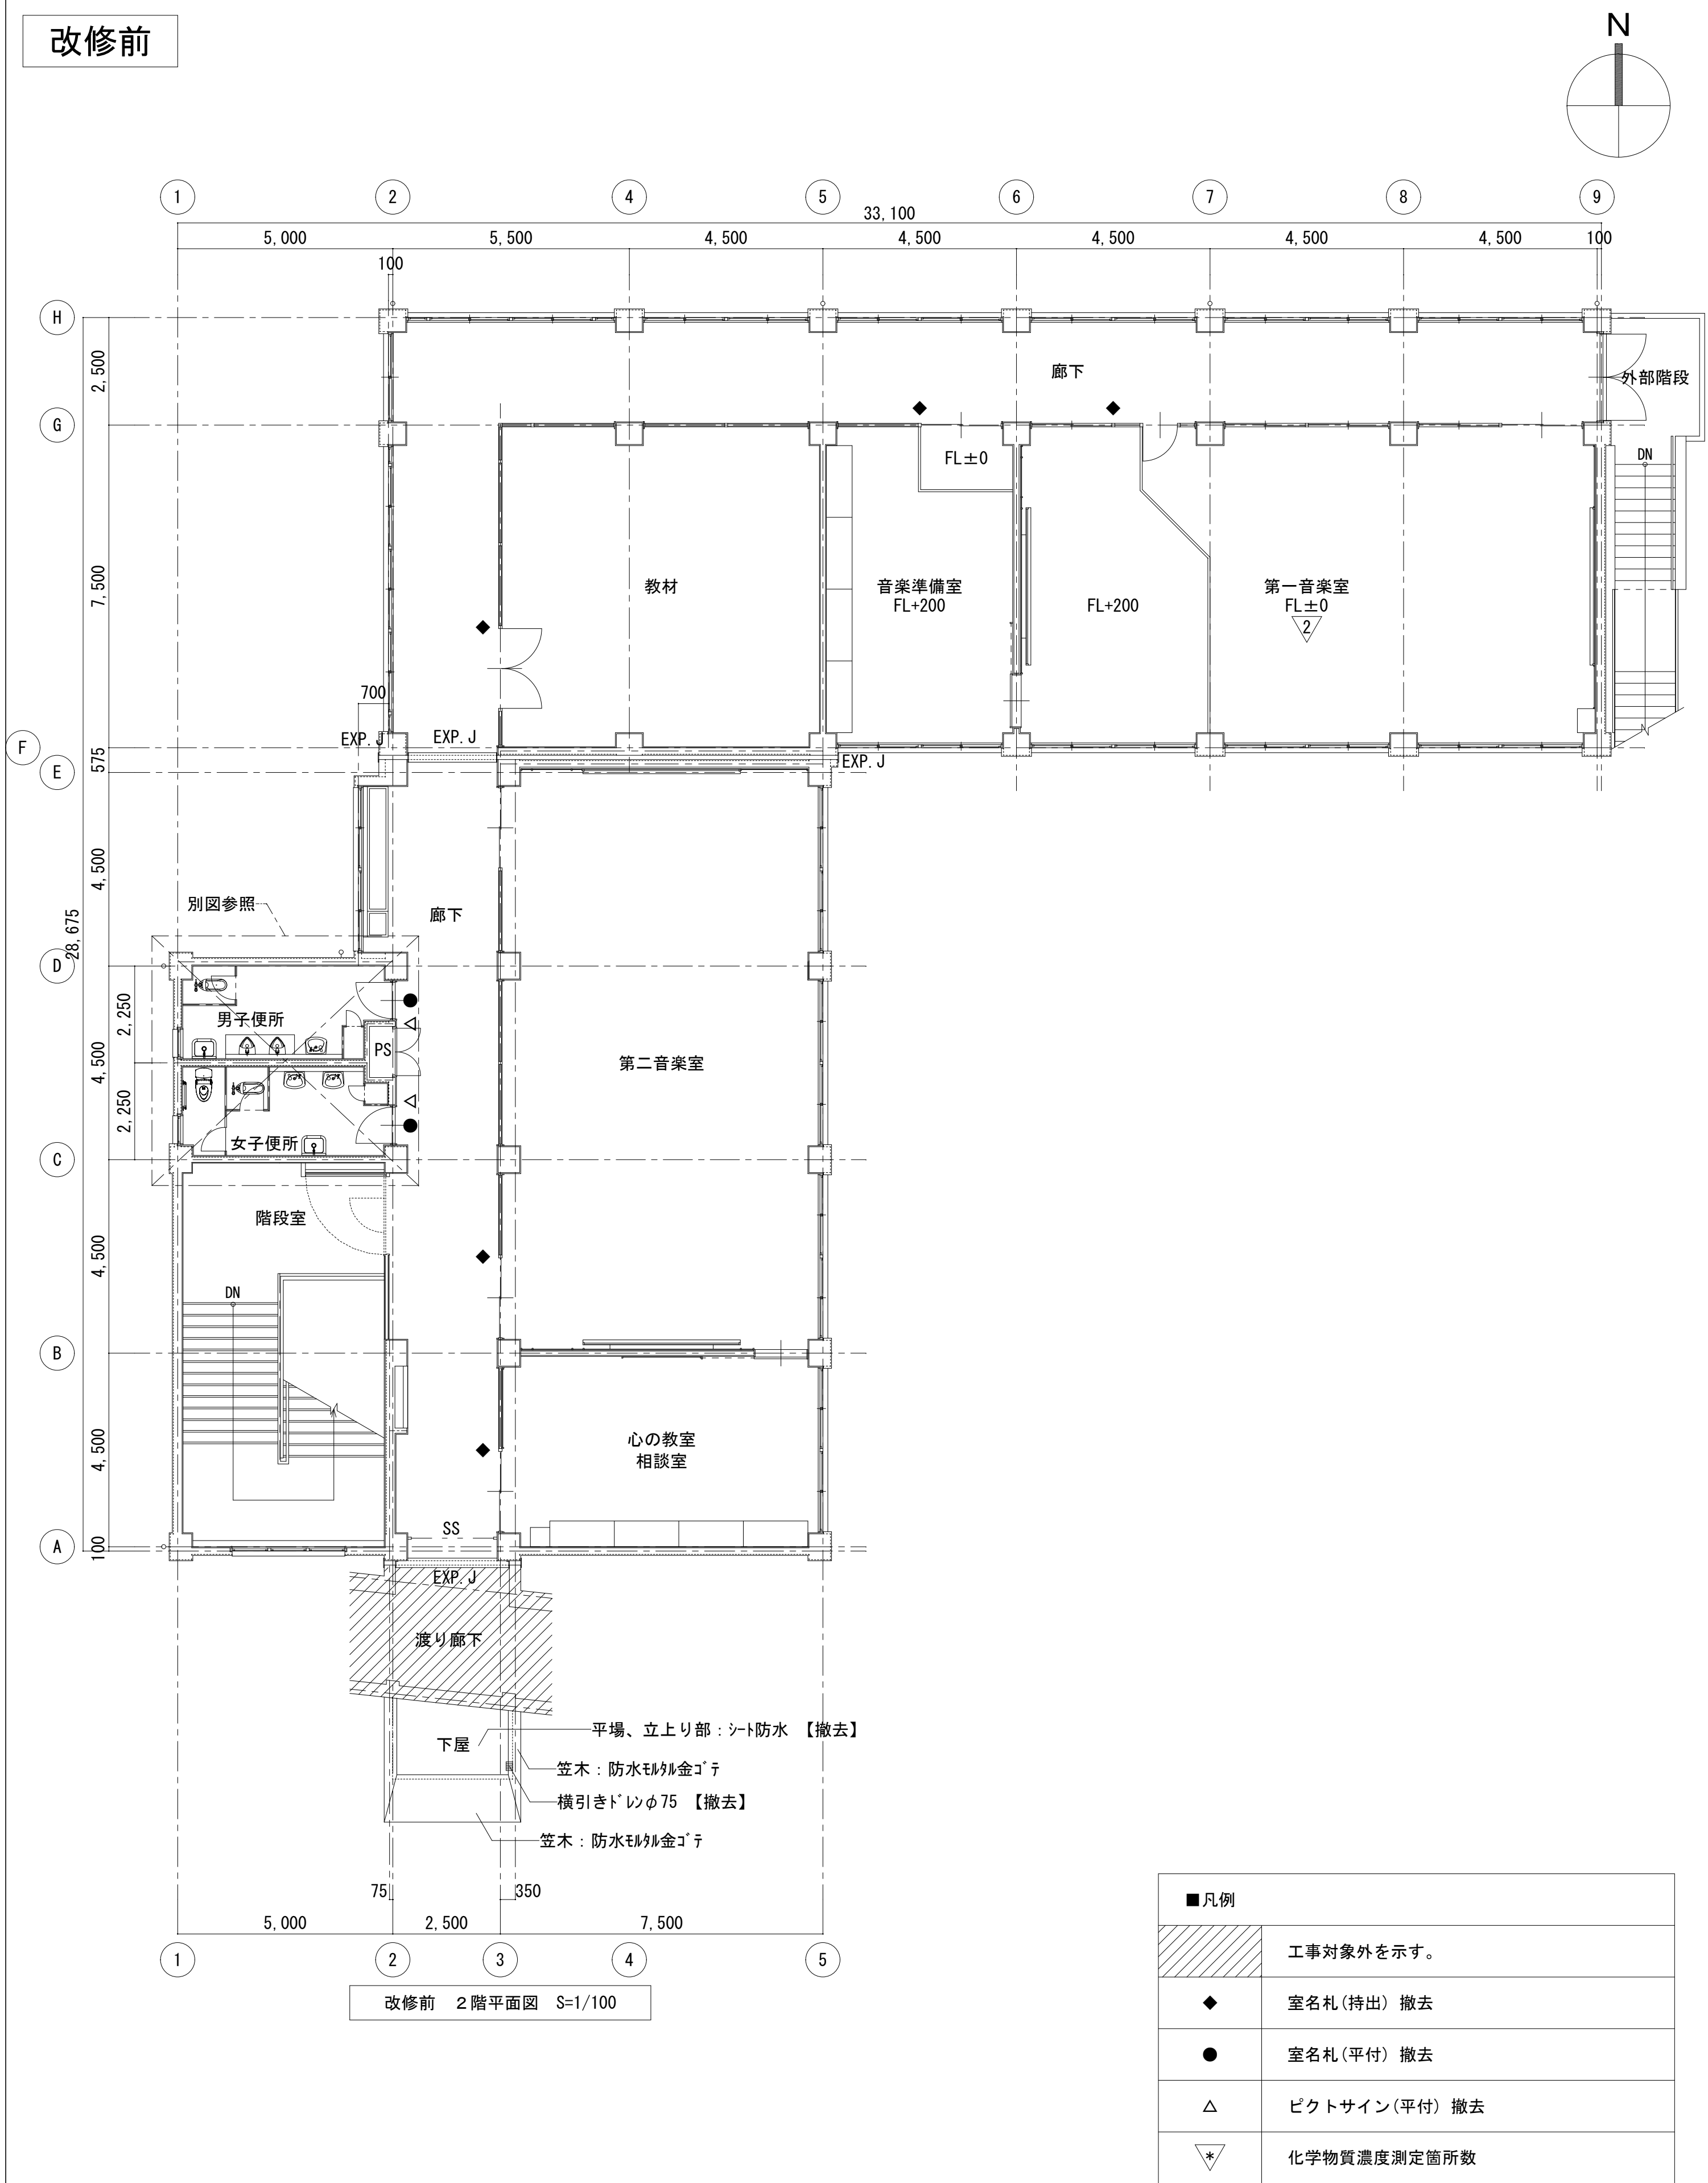 改修前
N
1 2 4 5 6 7 8 9
33,100
5,000 5,500 4,500 4,500 4,500 4,500 4,500 100
100
H
2,500
廊下
外部階段
G
FL±0
DN
7,500
教材
音楽準備室
FL+200
FL+200
第一音楽室
FL±0
2
700
EXP.J
EXP.J
F
575
E
EXP.J
4,500
別図参照
廊下
28,675
D
2,250
男子便所
PS
4,500
第二音楽室
2,250
女子便所
C
階段室
4,500
DN
B
4,500
心の教室
相談室
SS
A
100
EXP.J
渡り廊下
平場、立上り部：シート防水 【撤去】
下屋
笠木：防水モルタル金ゴテ
横引きドレンφ75 【撤去】
笠木：防水モルタル金ゴテ
75 350
5,000 2,500 7,500
1 2 3 4 5
改修前 2階平面図 S=1/100
■凡例
工事対象外を示す。
◆ 室名札(持出) 撤去
● 室名札(平付) 撤去
△ ピクトサイン(平付) 撤去
* 化学物質濃度測定箇所数